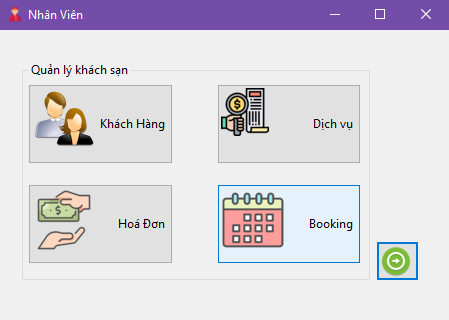 Nhân Viên
Quản lý khách sạn
Khách Hàng
Dịch vụ
Hoá Đơn
Booking